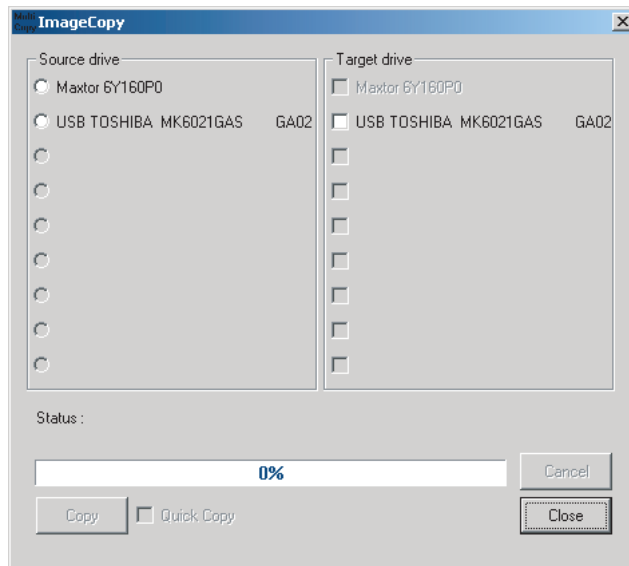 Multi
Copy ImageCopy
Source drive
Maxtor 6Y160P0
USB TOSHIBA MK6021GAS GA02
Target drive
Maxtor 6Y160P0
USB TOSHIBA MK6021GAS GA02
Status :
0%
Cancel
Copy
Quick Copy
Close